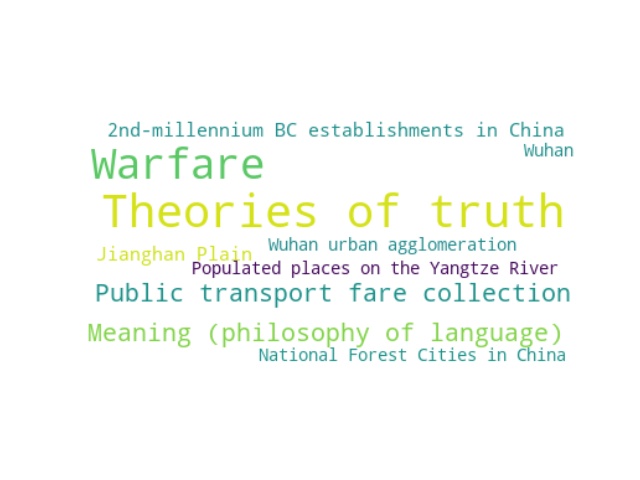 2nd-millennium BC establishments in China
Wuhan
Warfare
Theories of truth
Wuhan urban agglomeration
Jianghan Plain
Populated places on the Yangtze River
Public transport fare collection
Meaning (philosophy of language)
National Forest Cities in China